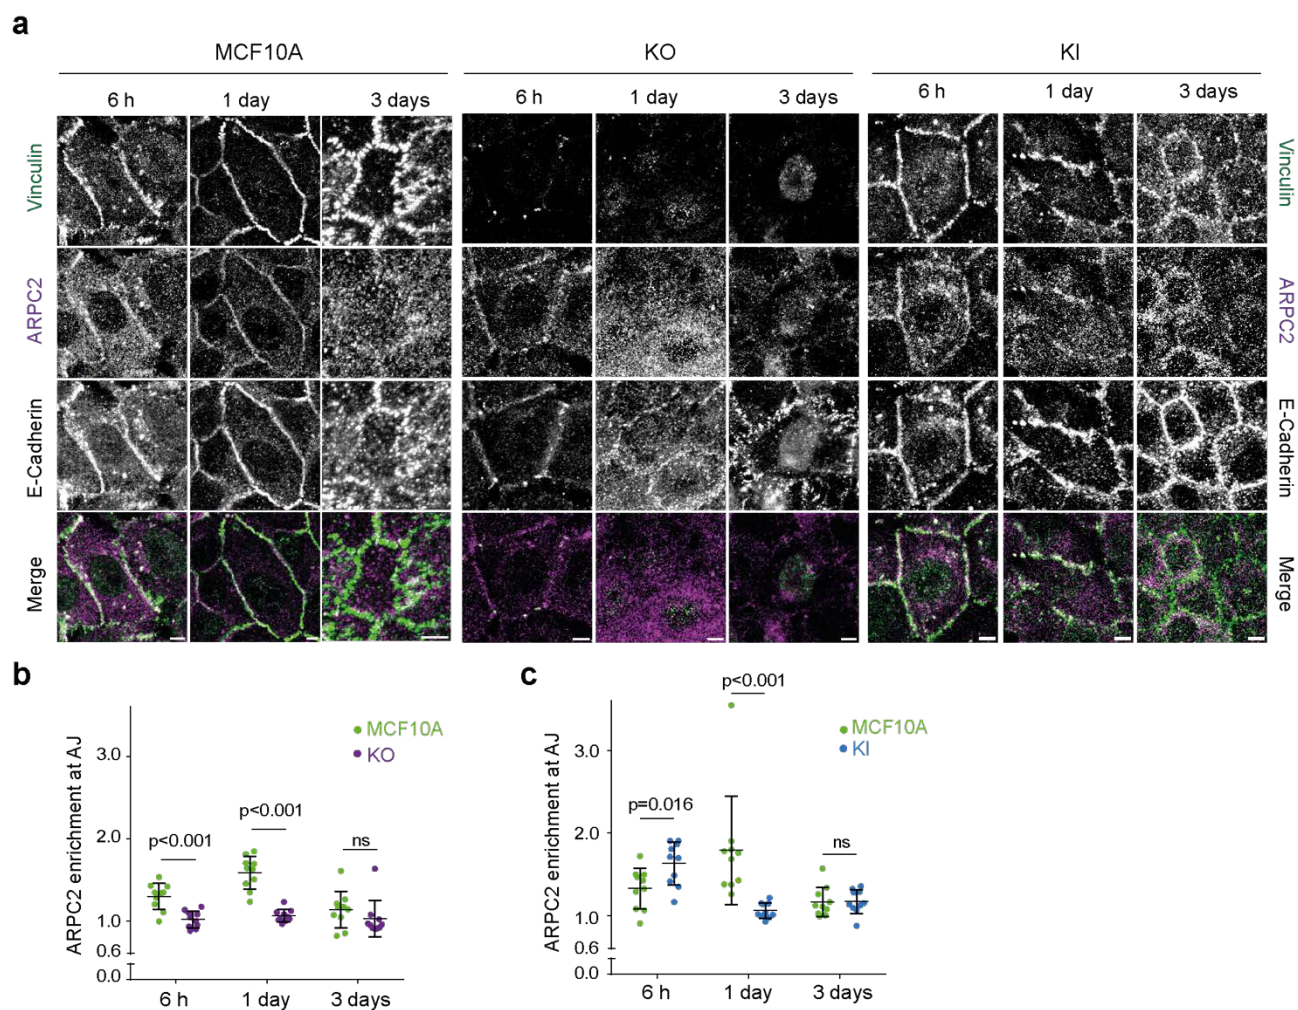 a
MCF10A
KO
KI
6 h
1 day
3 days
6 h
1 day
3 days
6 h
1 day
3 days
Vinculin
Vinculin
ARPC2
ARPC2
E-Cadherin
E-Cadherin
Merge
Merge
b
ARPC2 enrichment at AJ
3.0
2.0
1.0
0.6
0.0
p<0.001
p<0.001
ns
MCF10A
KO
6 h
1 day
3 days
c
ARPC2 enrichment at AJ
3.0
2.0
1.0
0.6
0.0
p=0.016
p<0.001
ns
MCF10A
KI
6 h
1 day
3 days